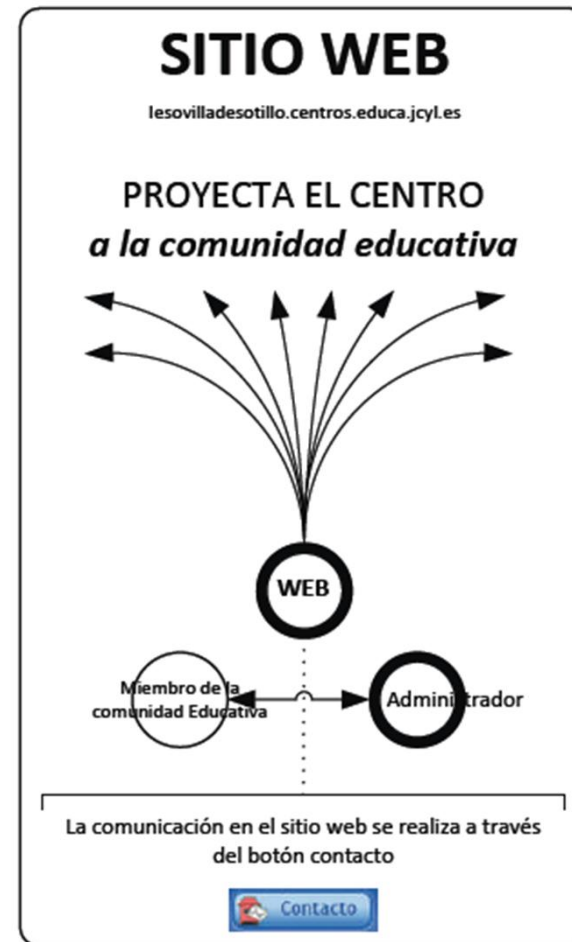 SITIO WEB
Iesovilladesotillo.centros.educa.jcyl.es
PROYECTA EL CENTRO
a la comunidad educativa
WEB
Miembro de la
comunidad Educativa
Administrador
La comunicación en el sitio web se realiza a través
del botón contacto
Contacto